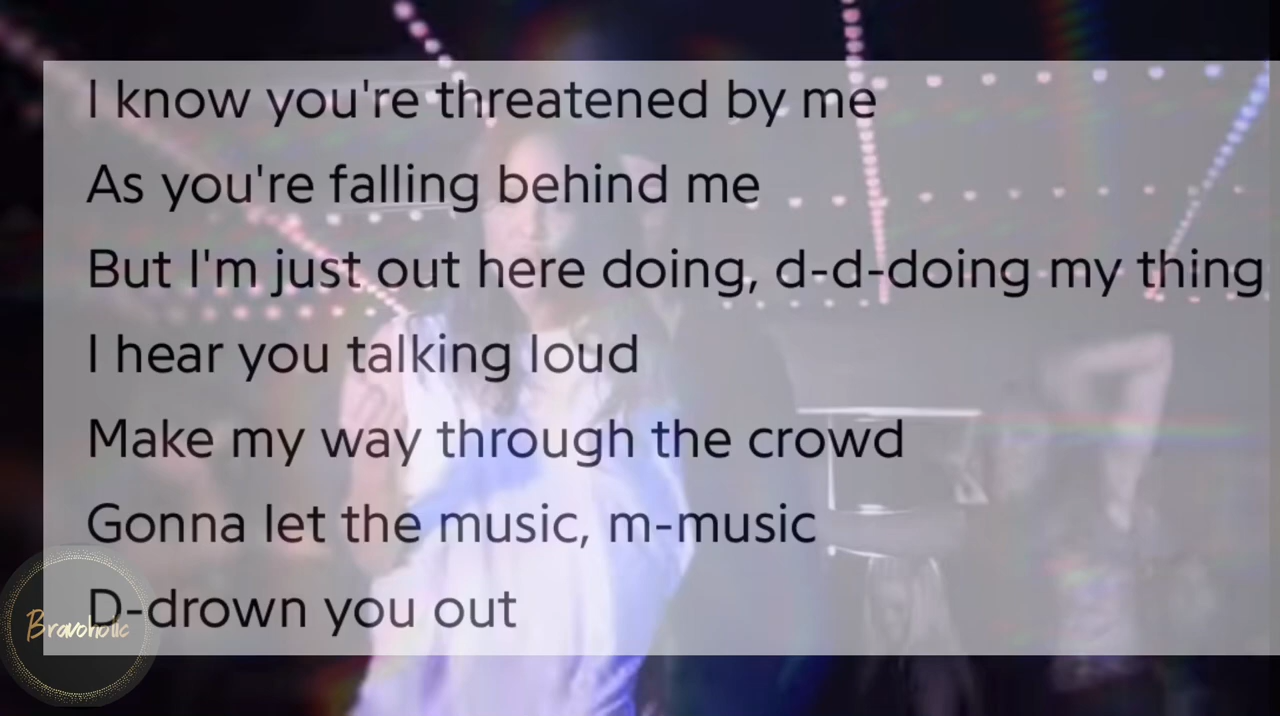 I know you're threatened by me
As you're falling behind me
But I'm just out here doing, d-d-doing my thing
I hear you talking loud
Make my way through the crowd
Gonna let the music, m-music
D-drown you out
Bravoholic